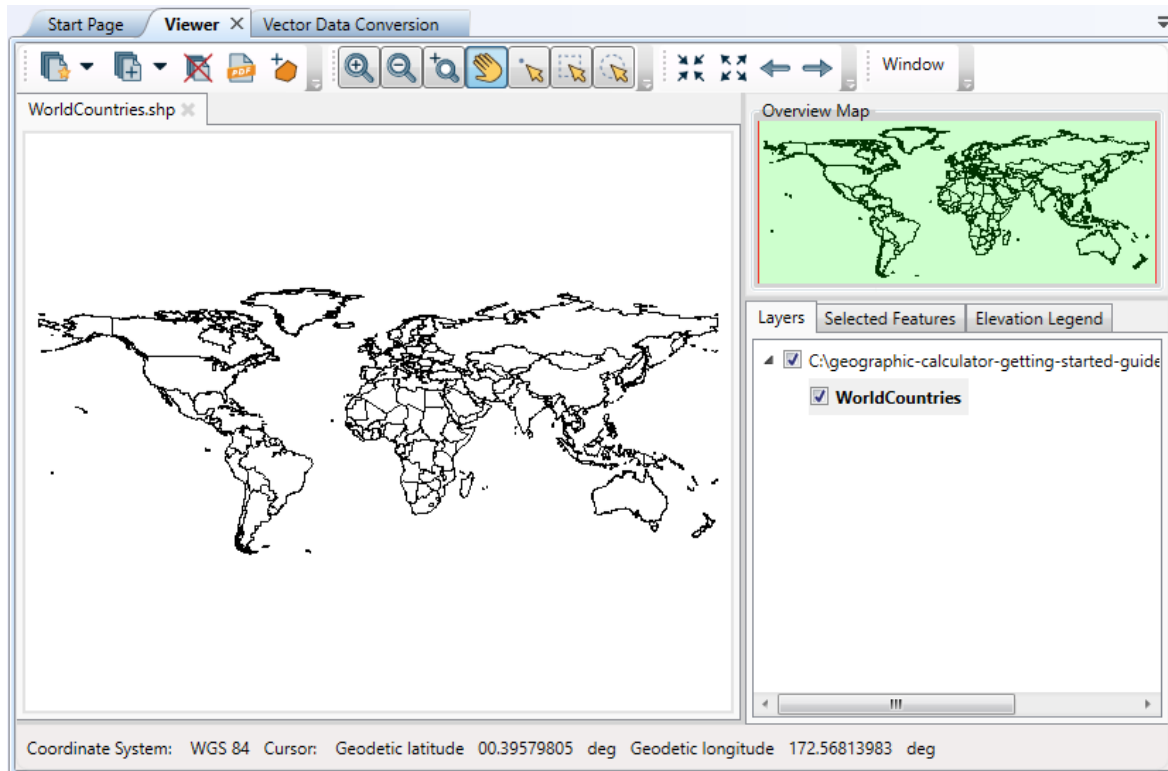 Start Page Viewer Vector Data Conversion
PDF Window
WorldCountries.shp
Overview Map
Layers Selected Features Elevation Legend
C:\geographic-calculator-getting-started-guide
WorldCountries
Coordinate System: WGS 84 Cursor: Geodetic latitude 00.39579805 deg Geodetic longitude 172.56813983 deg